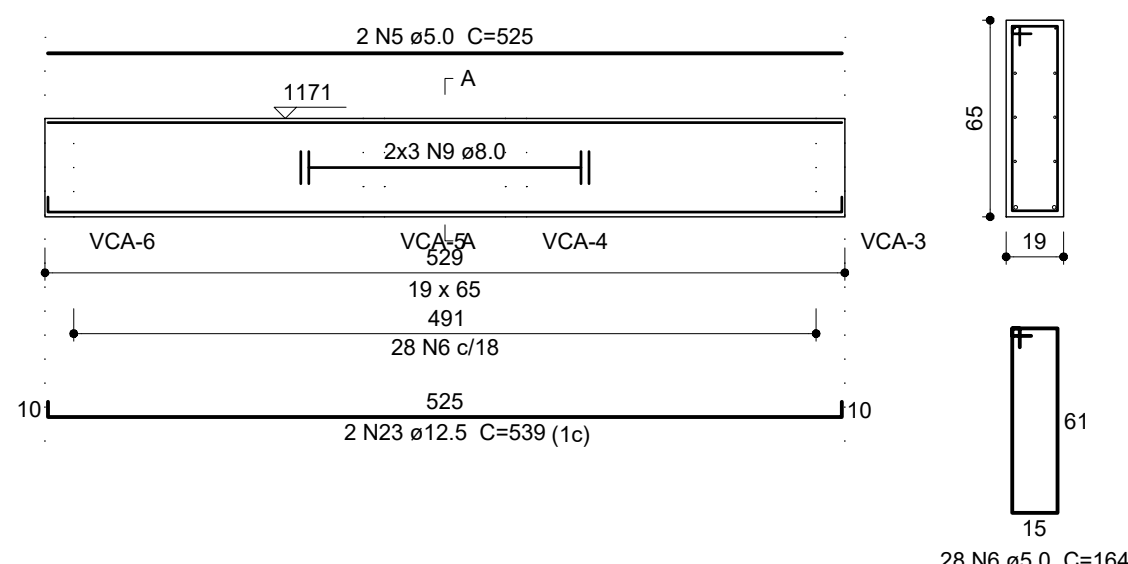 2 N5 ø5.0 C=525
A
1171
2x3 N9 ø8.0
65
VCA-6 VCA-5 A VCA-4 VCA-3
19
529
19 x 65
491
28 N6 c/18
10 525 10
2 N23 ø12.5 C=539 (1c)
61
15
28 N6 ø5.0 C=164